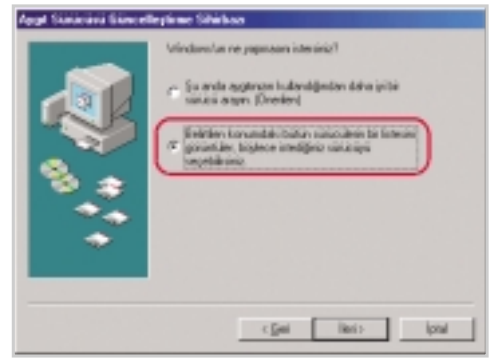 Aygıt Sürücüsü Güncelleştirme Sihirbazı
Windows'un ne yapmasını istersiniz?
Şu anda aygıtınızın kullandığından daha iyi bir
sürücü arayın. (Önerilen)
Belirtilen konumdaki bütün sürücülerin bir listesini
görüntüler, böylece istediğiniz sürücüyü
seçebilirsiniz.
< Geri
İleri >
İptal